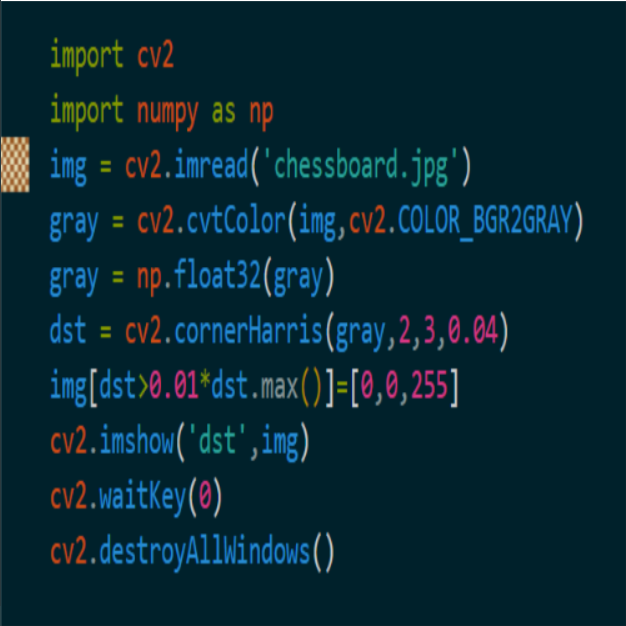 import cv2
import numpy as np
img = cv2.imread('chessboard.jpg')
gray = cv2.cvtColor(img,cv2.COLOR_BGR2GRAY)
gray = np.float32(gray)
dst = cv2.cornerHarris(gray,2,3,0.04)
img[dst>0.01*dst.max()]=[0,0,255]
cv2.imshow('dst',img)
cv2.waitKey(0)
cv2.destroyAllWindows()